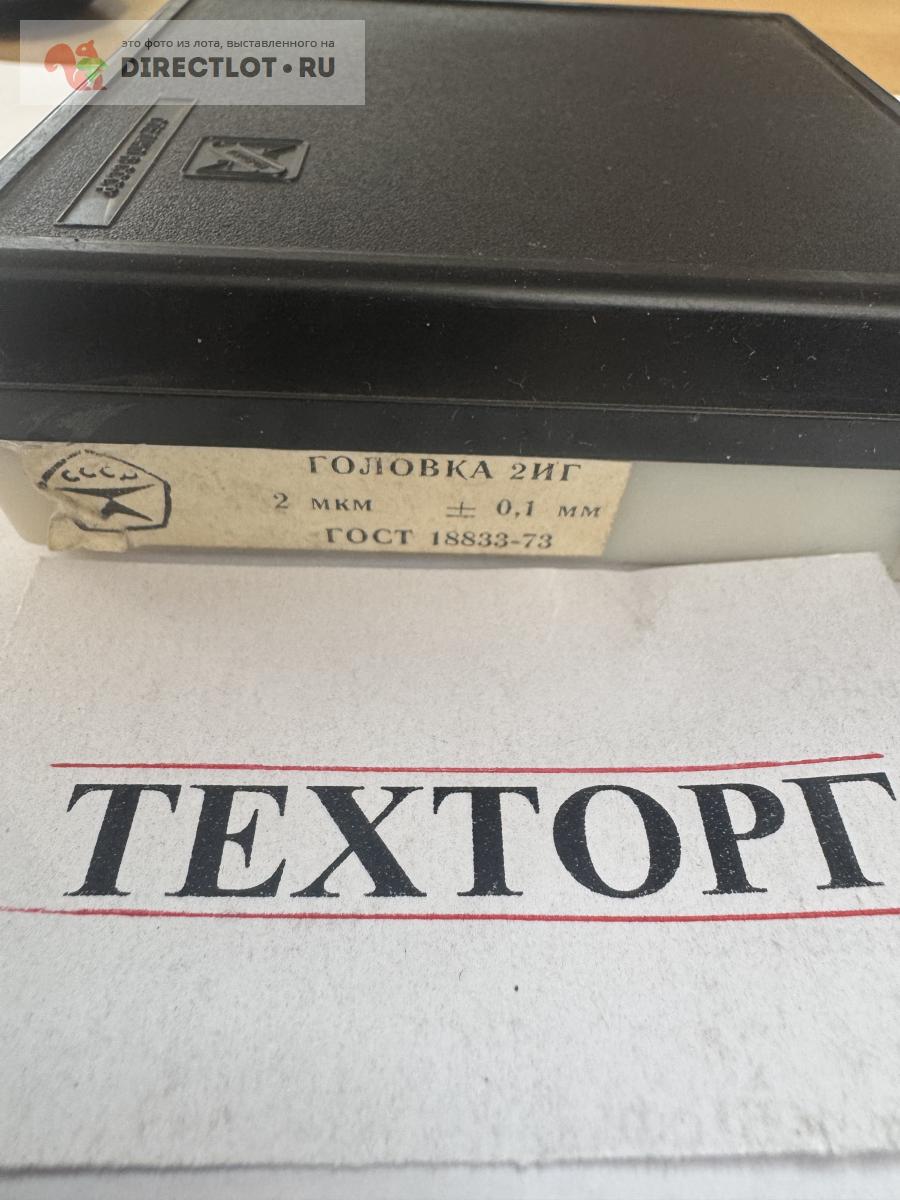 это фото из лота, выставленного на
DIRECTLOT•RU
СССР
ГОЛОВКА 2ИГ
2 мкм ± 0,1 мм
ГОСТ 18833-73
ТЕХТОРГ